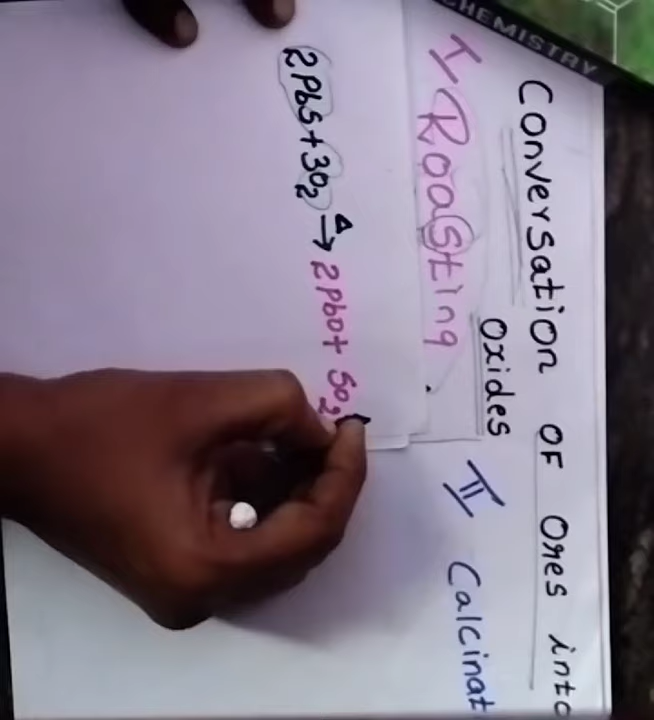 CHEMISTRY
Conversation OF Ores into
oxides
I Roasting
II Calcinat
2PbS+3O₂ →Δ 2PbO+ SO₂